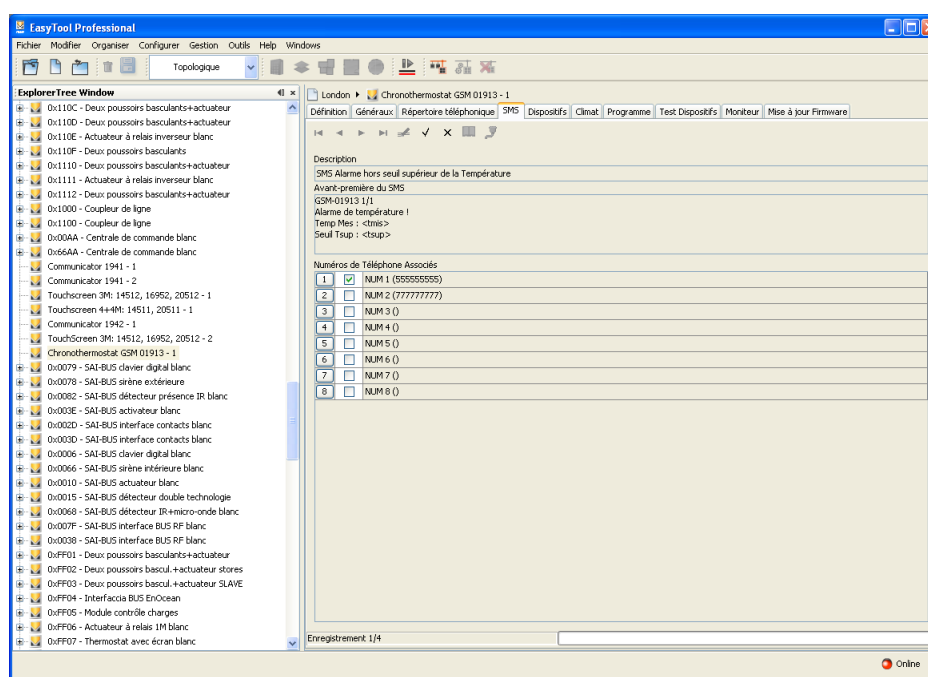 EasyTool Professional
Fichier Modifier Organiser Configurer Gestion Outils Help Windows
Topologique
ExplorerTree Window
0x110C - Deux poussoirs basculants+actuateur
0x110D - Deux poussoirs basculants+actuateur
0x110E - Actuateur à relais inverseur blanc
0x110F - Deux poussoirs basculants
0x1110 - Deux poussoirs basculants+actuateur
0x1111 - Actuateur à relais inverseur blanc
0x1112 - Deux poussoirs basculants+actuateur
0x1000 - Coupleur de ligne
0x1100 - Coupleur de ligne
0x00AA - Centrale de commande blanc
0x66AA - Centrale de commande blanc
Communicator 1941 - 1
Communicator 1941 - 2
Touchscreen 3M: 14512, 16952, 20512 - 1
Touchscreen 4+4M: 14511, 20511 - 1
Communicator 1942 - 1
TouchScreen 3M: 14512, 16952, 20512 - 2
Chronothermostat GSM 01913 - 1
0x0079 - SAI-BUS clavier digital blanc
0x0078 - SAI-BUS sirène extérieure
0x0082 - SAI-BUS détecteur présence IR blanc
0x003E - SAI-BUS activateur blanc
0x002D - SAI-BUS interface contacts blanc
0x003D - SAI-BUS interface contacts blanc
0x0006 - SAI-BUS clavier digital blanc
0x0066 - SAI-BUS sirène intérieure blanc
0x0010 - SAI-BUS actuateur blanc
0x0015 - SAI-BUS détecteur double technologie
0x0068 - SAI-BUS détecteur IR+micro-onde blanc
0x007F - SAI-BUS interface BUS RF blanc
0x0038 - SAI-BUS interface BUS RF blanc
0xFF01 - Deux poussoirs basculants+actuateur
0xFF02 - Deux poussoirs bascul.+actuateur stores
0xFF03 - Deux poussoirs bascul.+actuateur SLAVE
0xFF04 - Interfaccia BUS EnOcean
0xFF05 - Module contrôle charges
0xFF06 - Actuateur à relais 1M blanc
0xFF07 - Thermostat avec écran blanc
London Chronothermostat GSM 01913 - 1
Définition Généraux Répertoire téléphonique SMS Dispositifs Climat Programme Test Dispositifs Moniteur Mise à jour Firmware
Description
SMS Alarme hors seuil supérieur de la Température
Avant-première du SMS
GSM-01913 1/1
Alarme de température !
Temp Mes : <tmis>
Seuil Tsup : <tsup>
Numéros de Téléphone Associés
1 NUM 1 (555555555)
2 NUM 2 (777777777)
3 NUM 3 ()
4 NUM 4 ()
5 NUM 5 ()
6 NUM 6 ()
7 NUM 7 ()
8 NUM 8 ()
Enregistrement 1/4
Online